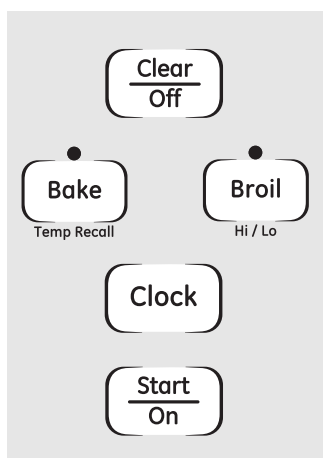 Clear
Off
Bake
Broil
Temp Recall
Hi / Lo
Clock
Start
On